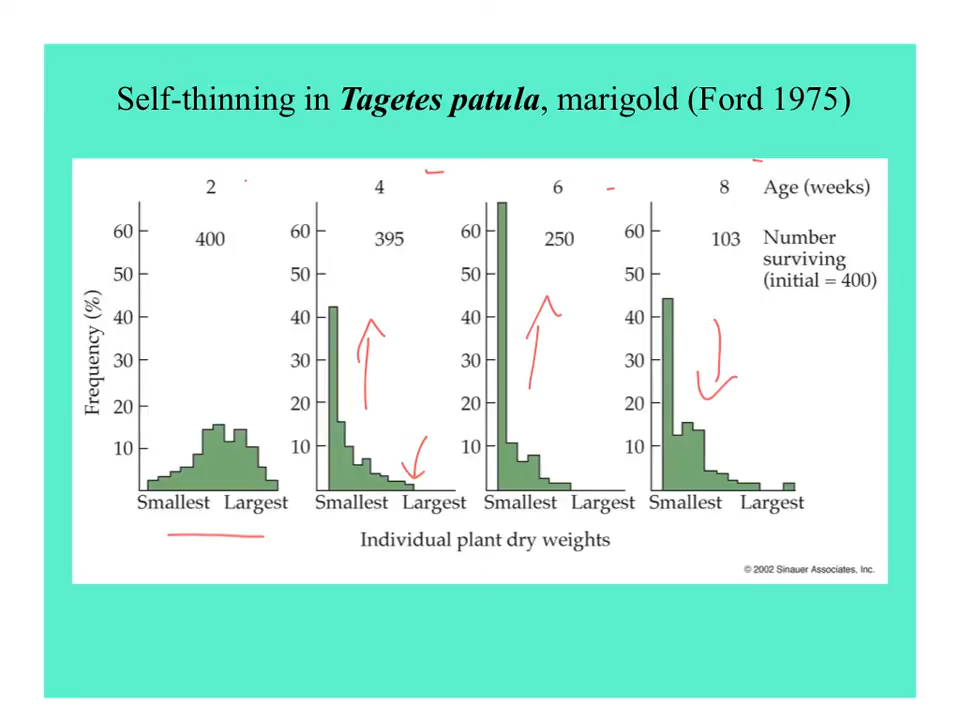 Self-thinning in Tagetes patula, marigold (Ford 1975)
2 4 6 8 Age (weeks)
400 395 250 103 Number
surviving
(initial = 400)
Frequency (%)
60 50 40 30 20 10
60 50 40 30 20 10
60 50 40 30 20 10
60 50 40 30 20 10
Smallest Largest Smallest Largest Smallest Largest Smallest Largest
Individual plant dry weights
© 2002 Sinauer Associates, Inc.